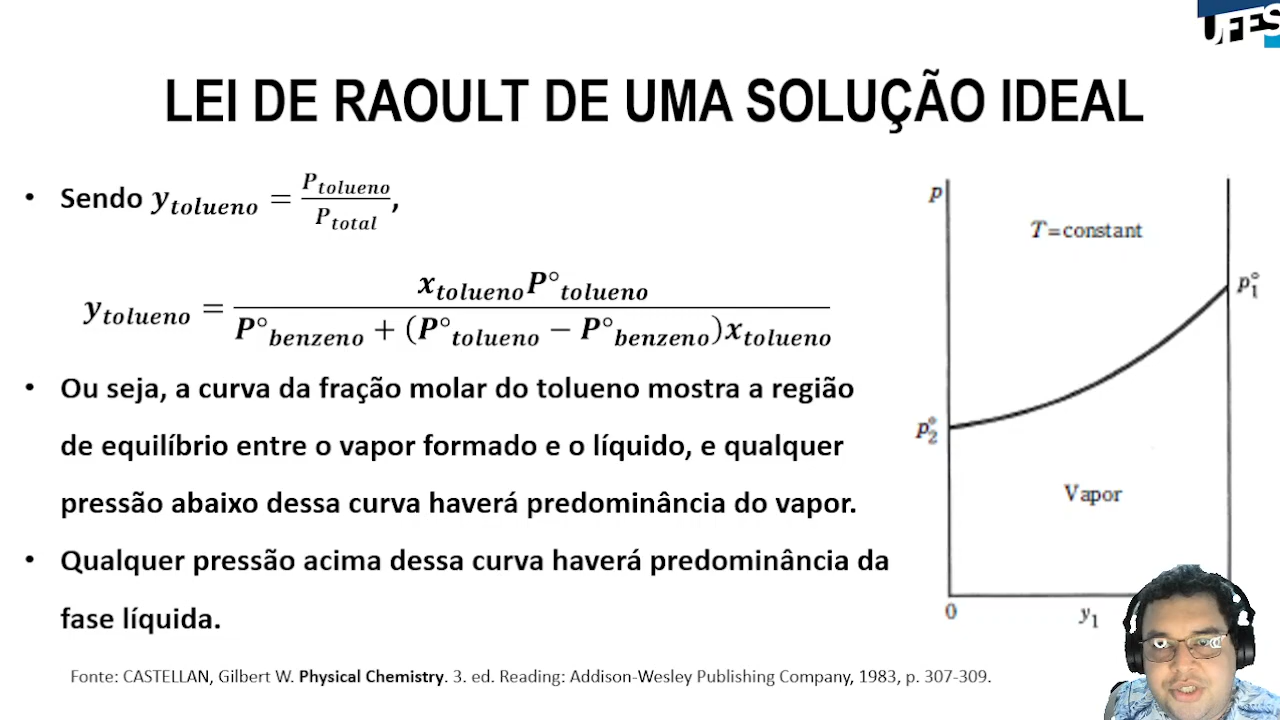 UFES
LEI DE RAOULT DE UMA SOLUÇÃO IDEAL
• Sendo y_tolueno = P_tolueno / P_total,
y_tolueno = x_tolueno P°_tolueno / P°_benzeno + (P°_tolueno − P°_benzeno)x_tolueno
• Ou seja, a curva da fração molar do tolueno mostra a região
de equilíbrio entre o vapor formado e o líquido, e qualquer
pressão abaixo dessa curva haverá predominância do vapor.
• Qualquer pressão acima dessa curva haverá predominância da
fase líquida.
p
T=constant
p°1
p°2
Vapor
0
y1
Fonte: CASTELLAN, Gilbert W. Physical Chemistry. 3. ed. Reading: Addison-Wesley Publishing Company, 1983, p. 307-309.